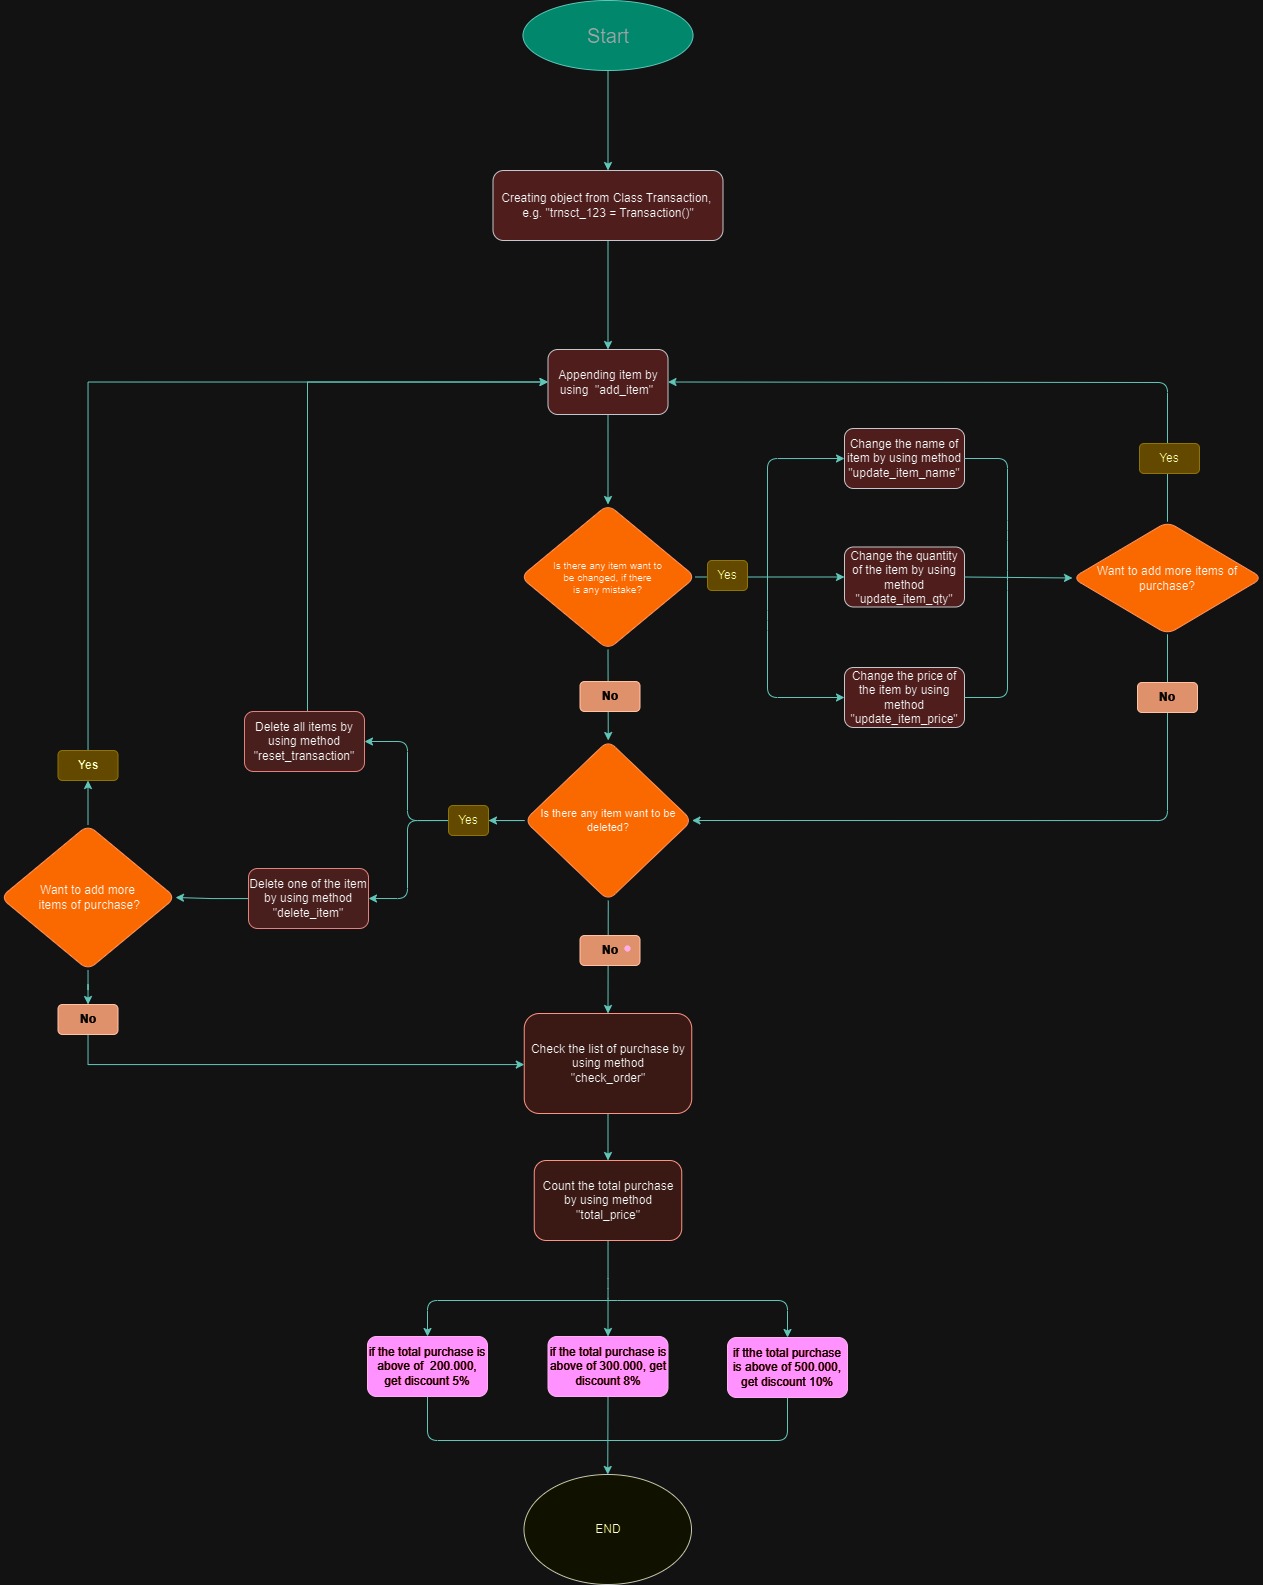 Start
Creating object from Class Transaction,
e.g. "trnsct_123 = Transaction()"
Appending item by
using  "add_item"
Change the name of
item by using method
"update_item_name"
Yes
Is there any item want to
be changed, if there
is any mistake?
Yes
Change the quantity
of the item by using
method
"update_item_qty"
Want to add more items of
purchase?
Change the price of
the item by using
method
"update_item_price"
No
No
Delete all items by
using method
"reset_transaction"
Yes
Is there any item want to be
deleted?
Yes
Want to add more
items of purchase?
Delete one of the item
by using method
"delete_item"
No
No
Check the list of purchase by
using method
"check_order"
Count the total purchase
by using method
"total_price"
if the total purchase is
above of  200.000,
get discount 5%
if the total purchase is
above of 300.000, get
discount 8%
if tthe total purchase
is above of 500.000,
get discount 10%
END